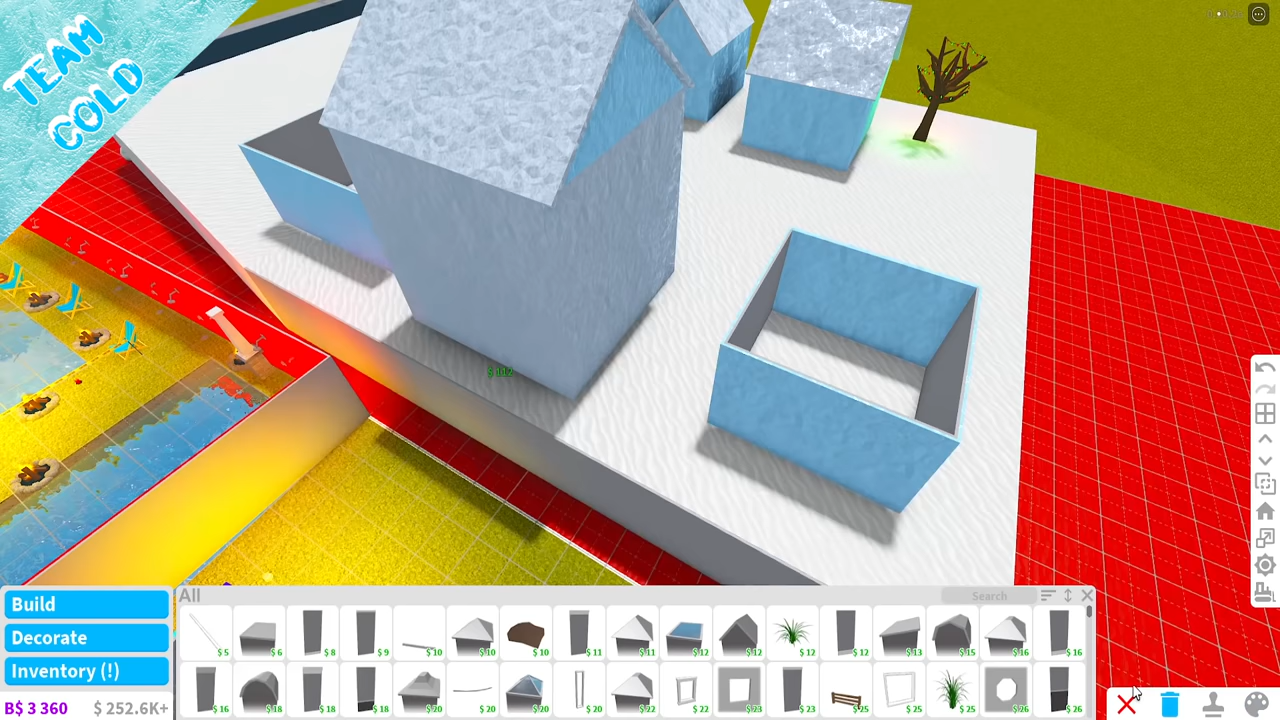 TEAM
COLD
$ 112
All
Search
$ 5 $ 6 $ 8 $ 9 $ 10 $ 10 $ 10 $ 11 $ 11 $ 12 $ 12 $ 12 $ 12 $ 13 $ 15 $ 16 $ 16
$ 16 $ 18 $ 18 $ 18 $ 20 $ 20 $ 20 $ 20 $ 22 $ 22 $ 23 $ 23 $ 25 $ 25 $ 25 $ 26 $ 26
Build
Decorate
Inventory (!)
B$ 3 360 $ 252.6K+